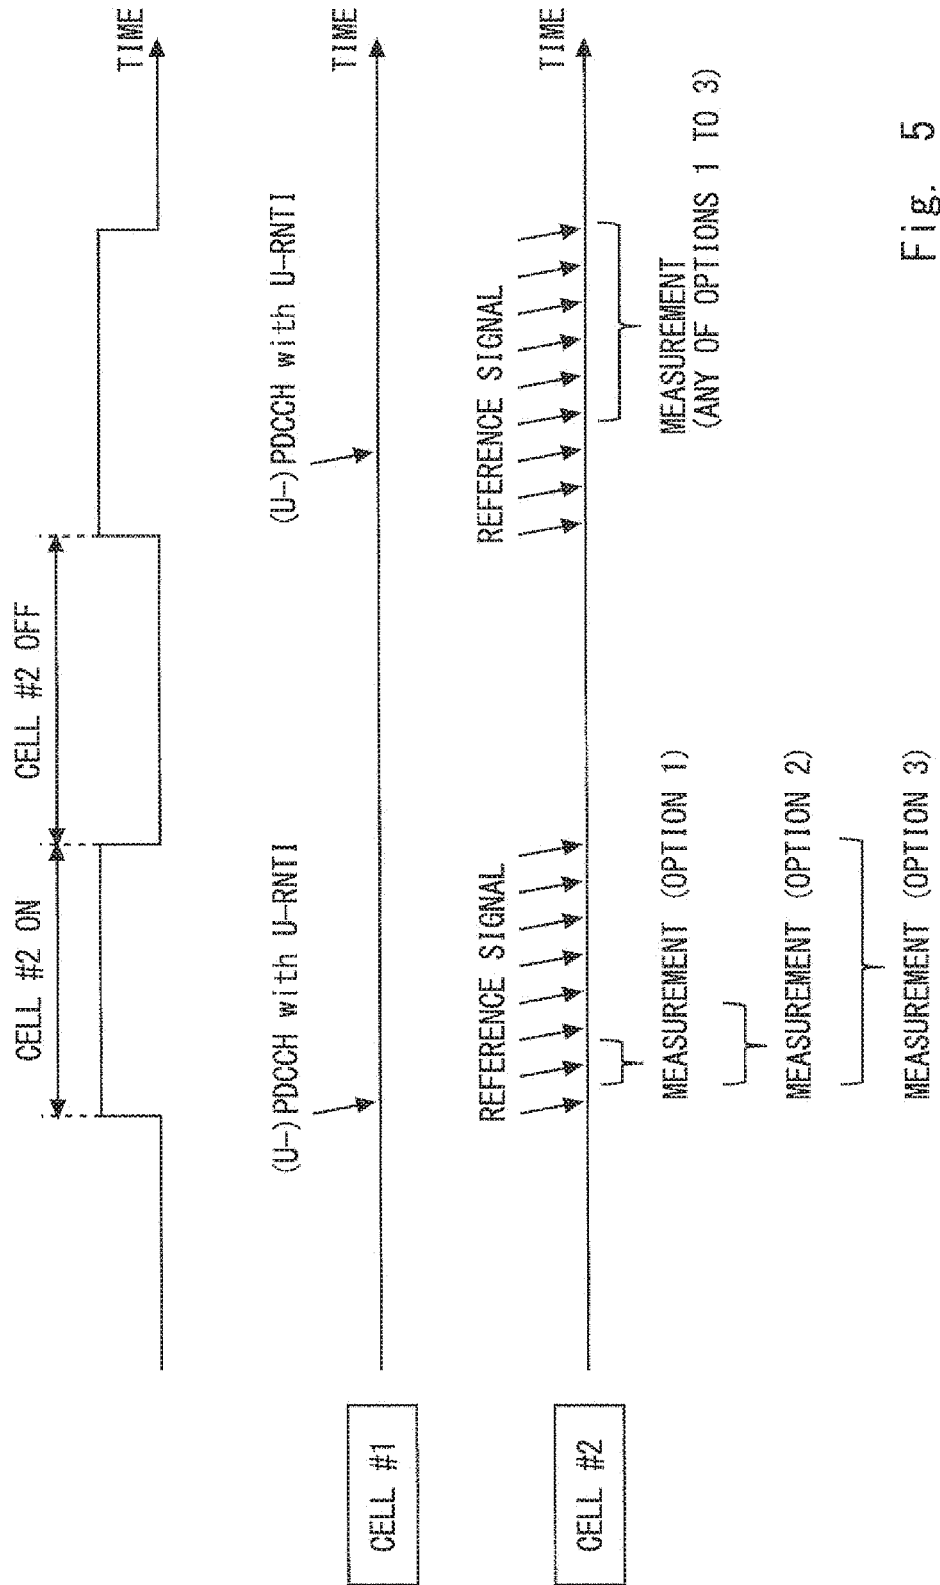 CELL #2 ON
CELL #2 OFF
TIME
(U-)PDCCH with U-RNTI
(U-)PDCCH with U-RNTI
TIME
CELL #1
REFERENCE SIGNAL
REFERENCE SIGNAL
TIME
CELL #2
MEASUREMENT (OPTION 1)
MEASUREMENT
(ANY OF OPTIONS 1 TO 3)
MEASUREMENT (OPTION 2)
MEASUREMENT (OPTION 3)
Fig. 5